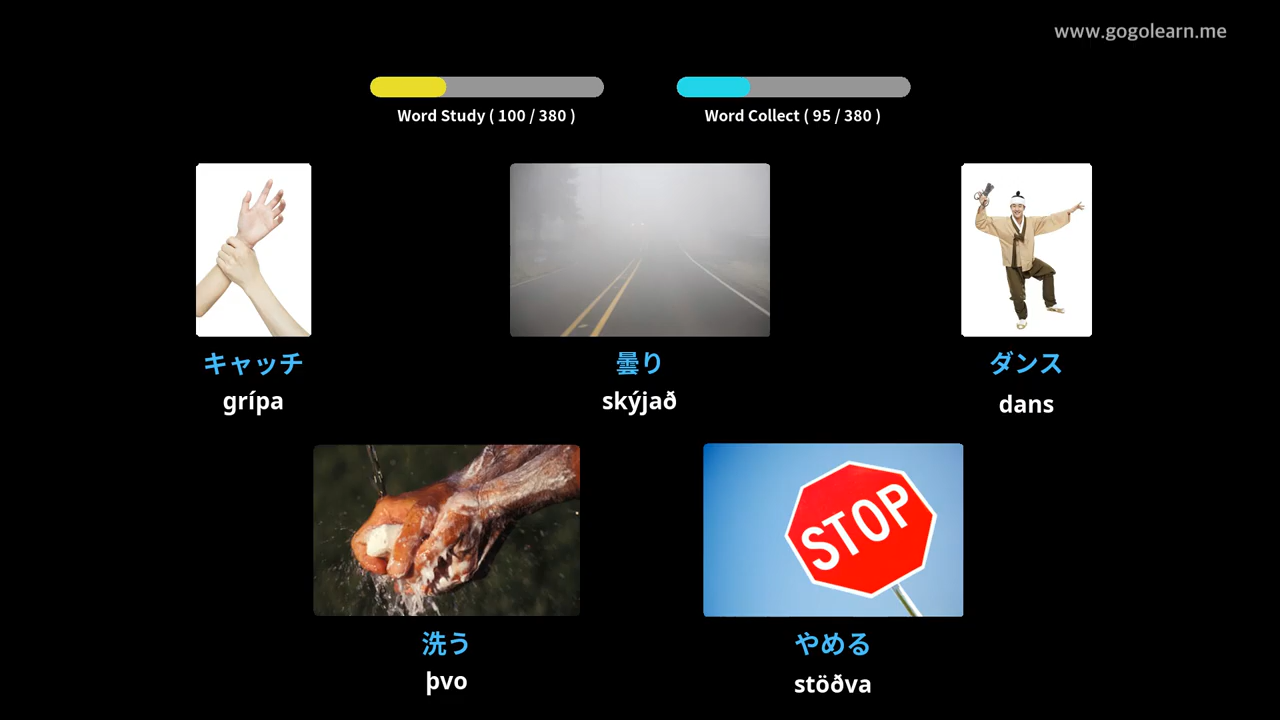 www.gogolearn.me
Word Study ( 100 / 380 )
Word Collect ( 95 / 380 )
キャッチ
grípa
曇り
skýjað
ダンス
dans
STOP
洗う
þvo
やめる
stöðva